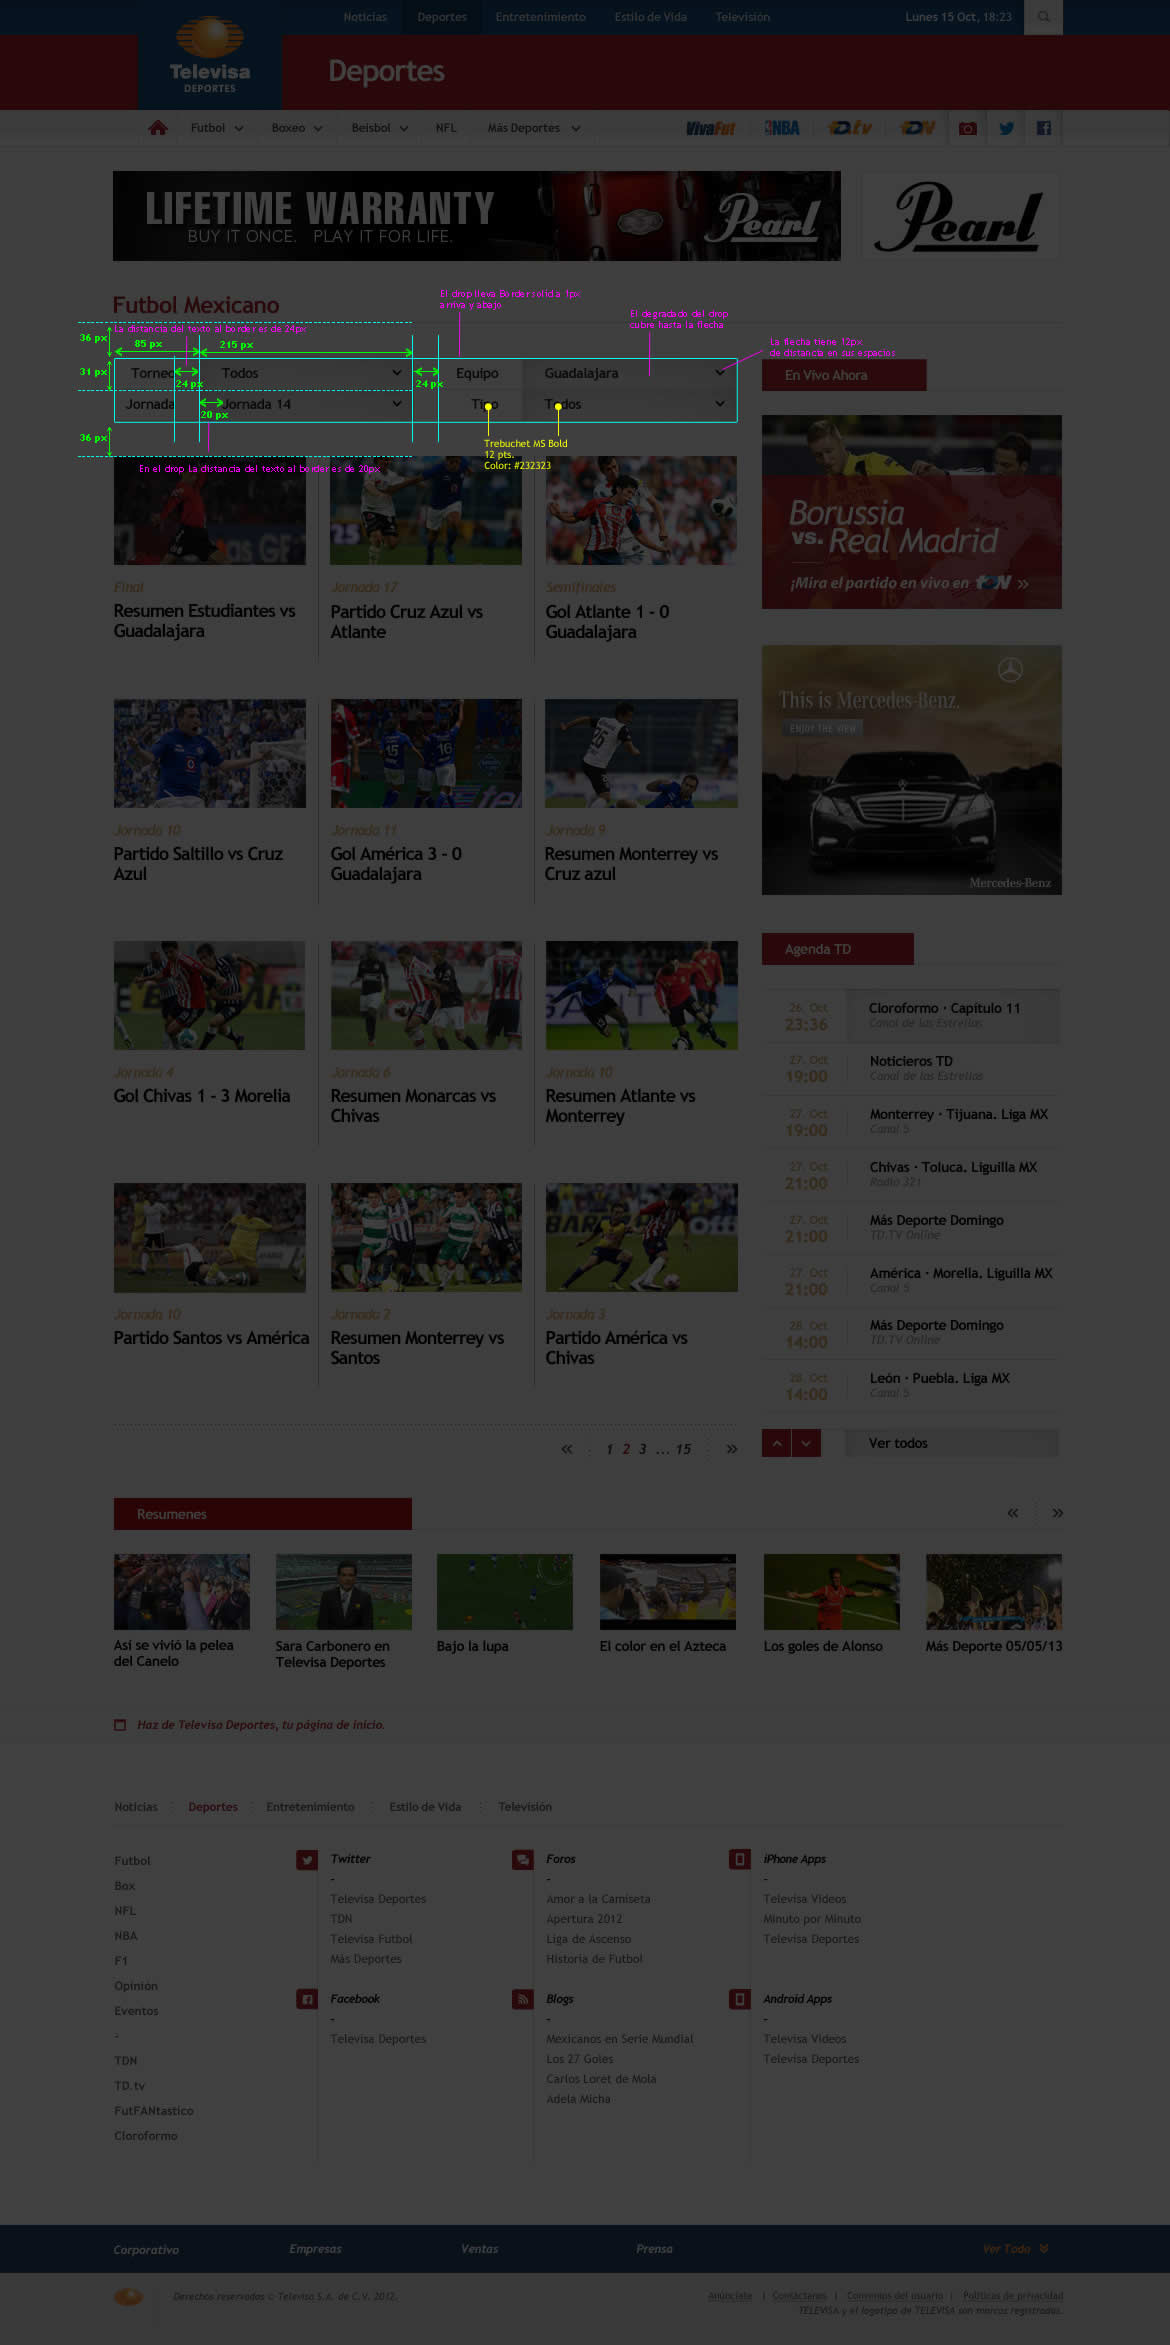 Noticias Deportes Entretenimiento Estilo de Vida Televisión Lunes 15 Oct, 18:23
Televisa
DEPORTES
Deportes
Futbol Boxeo Beisbol NFL Más Deportes VivaFut NBA TD.tv TDN
LIFETIME WARRANTY
BUY IT ONCE. PLAY IT FOR LIFE.
Pearl
Pearl
Futbol Mexicano
El drop lleva Border solid a 1px
arriva y abajo
El degradado del drop
cubre hasta la flecha
La distancia del texto al border es de 24px
La flecha tiene 12px
de distancia en sus espacios
36 px
85 px
215 px
31 px
Torneo
24 px
Todos
24 px
Equipo
Guadalajara
Jornada
20 px
Jornada 14
Tipo
Todos
36 px
En el drop La distancia del texto al border es de 20px
Trebuchet MS Bold
12 pts.
Color: #232323
En Vivo Ahora
Borussia
vs. Real Madrid
¡Mira el partido en vivo en TDN »
Final
Resumen Estudiantes vs
Guadalajara
Jornada 17
Partido Cruz Azul vs
Atlante
Semifinales
Gol Atlante 1 - 0
Guadalajara
This is Mercedes-Benz.
ENJOY THE VIEW
Mercedes-Benz
Jornada 10
Partido Saltillo vs Cruz
Azul
Jornada 11
Gol América 3 - 0
Guadalajara
Jornada 9
Resumen Monterrey vs
Cruz azul
Jornada 4
Gol Chivas 1 - 3 Morelia
Jornada 6
Resumen Monarcas vs
Chivas
Jornada 10
Resumen Atlante vs
Monterrey
Jornada 10
Partido Santos vs América
Jornada 2
Resumen Monterrey vs
Santos
Jornada 3
Partido América vs
Chivas
« 1 2 3 ... 15 »
Agenda TD
26. Oct
23:36
Cloroformo · Capítulo 11
Canal de las Estrellas
27. Oct
19:00
Noticieros TD
Canal de las Estrellas
27. Oct
19:00
Monterrey · Tijuana. Liga MX
Canal 5
27. Oct
21:00
Chivas · Toluca. Liguilla MX
Radio 321
27. Oct
21:00
Más Deporte Domingo
TD.TV Online
27. Oct
21:00
América · Morelia. Liguilla MX
Canal 5
28. Oct
14:00
Más Deporte Domingo
TD.TV Online
28. Oct
14:00
León · Puebla. Liga MX
Canal 5
Ver todos
Resumenes « »
Así se vivió la pelea
del Canelo
Sara Carbonero en
Televisa Deportes
Bajo la lupa
El color en el Azteca
Los goles de Alonso
Más Deporte 05/05/13
Haz de Televisa Deportes, tu página de inicio.
Noticias Deportes Entretenimiento Estilo de Vida Televisión
Futbol
Box
NFL
NBA
F1
Opinión
Eventos
-
TDN
TD.tv
FutFANtastico
Cloroformo
Twitter
-
Televisa Deportes
TDN
Televisa Futbol
Más Deportes
Foros
-
Amor a la Camiseta
Apertura 2012
Liga de Ascenso
Historia de Futbol
iPhone Apps
-
Televisa Videos
Minuto por Minuto
Televisa Deportes
Facebook
-
Televisa Deportes
Blogs
-
Mexicanos en Serie Mundial
Los 27 Goles
Carlos Loret de Mola
Adela Micha
Android Apps
-
Televisa Videos
Televisa Deportes
Corporativo Empresas Ventas Prensa Ver Todo
Derechos reservados © Televisa S.A. de C.V. 2012.
Anúnciate | Contáctanos | Convenios del usuario | Políticas de privacidad
TELEVISA y el logotipo de TELEVISA son marcas registradas.